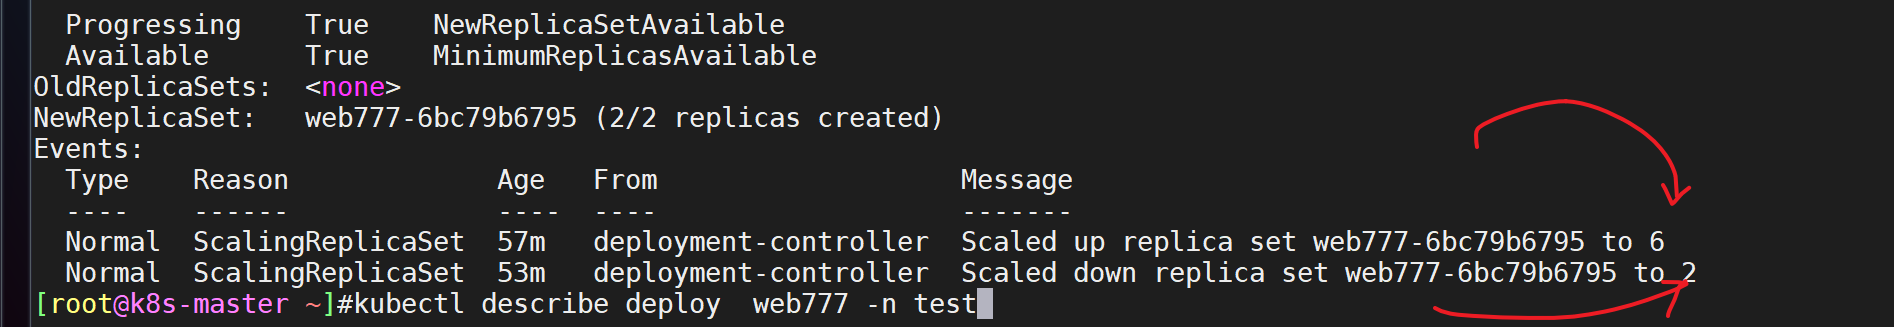 Progressing    True    NewReplicaSetAvailable
Available      True    MinimumReplicasAvailable
OldReplicaSets:  <none>
NewReplicaSet:   web777-6bc79b6795 (2/2 replicas created)
Events:
Type    Reason             Age   From                   Message
----    ------             ----  ----                   -------
Normal  ScalingReplicaSet  57m   deployment-controller  Scaled up replica set web777-6bc79b6795 to 6
Normal  ScalingReplicaSet  53m   deployment-controller  Scaled down replica set web777-6bc79b6795 to 2
[root@k8s-master ~]#kubectl describe deploy  web777 -n test